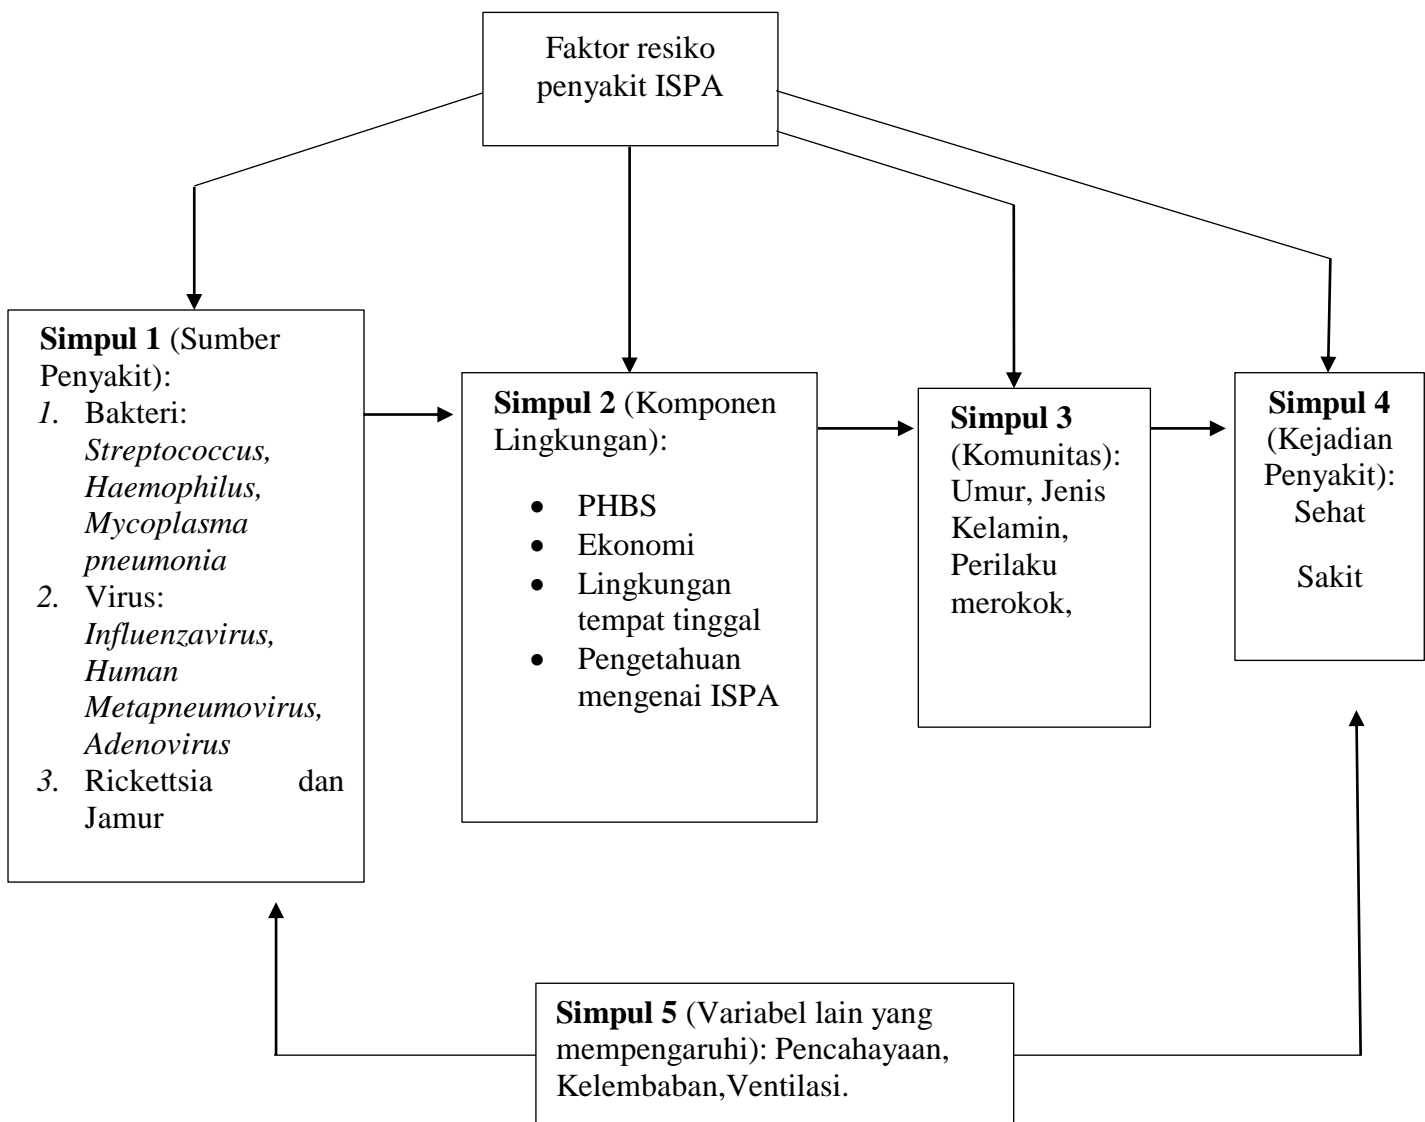 Faktor resiko
penyakit ISPA
Simpul 1 (Sumber
Penyakit):
1. Bakteri:
Streptococcus,
Haemophilus,
Mycoplasma
pneumonia
2. Virus:
Influenzavirus,
Human
Metapneumovirus,
Adenovirus
3. Rickettsia dan
Jamur
Simpul 2 (Komponen
Lingkungan):
• PHBS
• Ekonomi
• Lingkungan
tempat tinggal
• Pengetahuan
mengenai ISPA
Simpul 3
(Komunitas):
Umur, Jenis
Kelamin,
Perilaku
merokok,
Simpul 4
(Kejadian
Penyakit):
Sehat
Sakit
Simpul 5 (Variabel lain yang
mempengaruhi): Pencahayaan,
Kelembaban,Ventilasi.